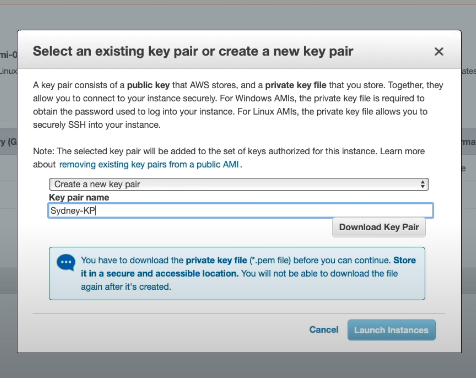 Select an existing key pair or create a new key pair
A key pair consists of a public key that AWS stores, and a private key file that you store. Together, they
allow you to connect to your instance securely. For Windows AMIs, the private key file is required to
obtain the password used to log into your instance. For Linux AMIs, the private key file allows you to
securely SSH into your instance.
Note: The selected key pair will be added to the set of keys authorized for this instance. Learn more
about removing existing key pairs from a public AMI.
Create a new key pair
Key pair name
Sydney-KP
Download Key Pair
You have to download the private key file (*.pem file) before you can continue. Store
it in a secure and accessible location. You will not be able to download the file
again after it's created.
Cancel
Launch Instances